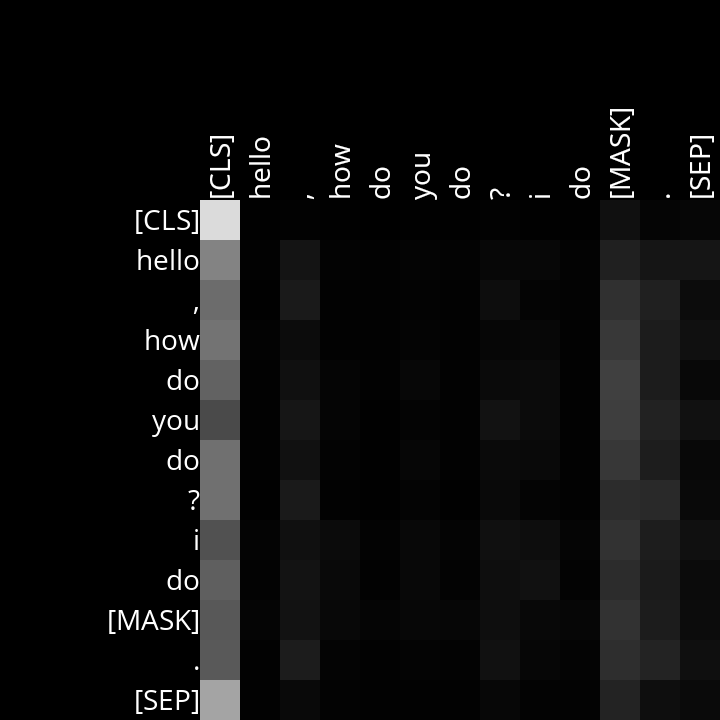 [CLS] hello , how do you do ? i do [MASK] . [SEP]
[CLS]
hello
,
how
do
you
do
?
i
do
[MASK]
.
[SEP]